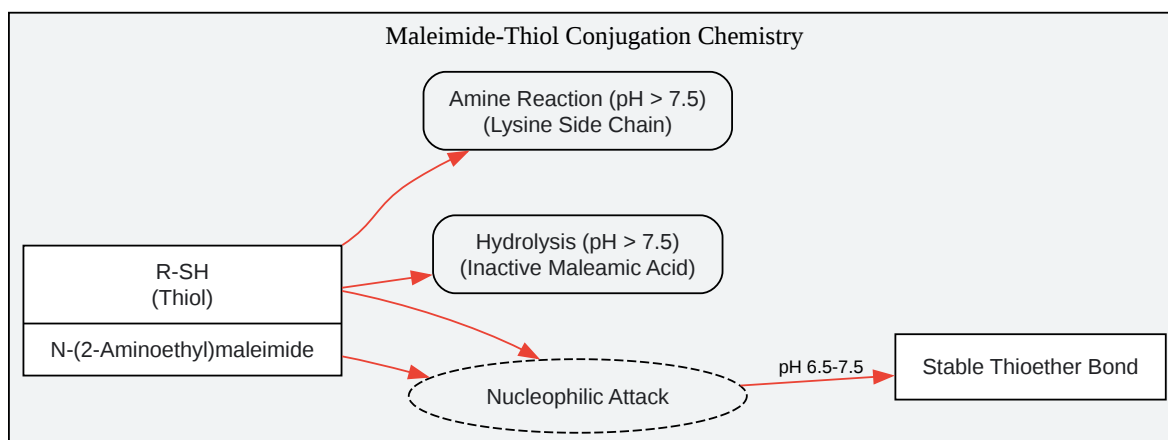 Maleimide-Thiol Conjugation Chemistry
Amine Reaction (pH > 7.5)
(Lysine Side Chain)
Hydrolysis (pH > 7.5)
(Inactive Maleamic Acid)
R-SH
(Thiol)
N-(2-Aminoethyl)maleimide
Nucleophilic Attack
pH 6.5-7.5
Stable Thioether Bond